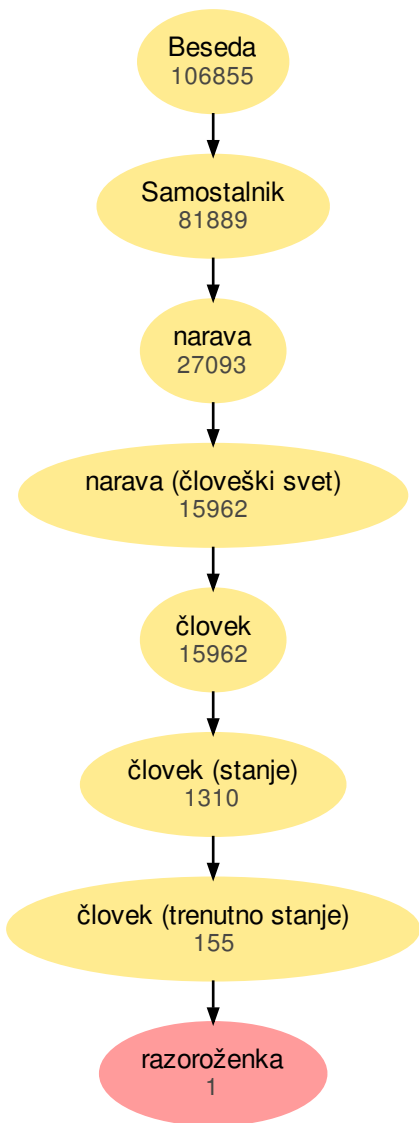 Beseda
106855
Samostalnik
81889
narava
27093
narava (človeški svet)
15962
človek
15962
človek (stanje)
1310
človek (trenutno stanje)
155
razoroženka
1